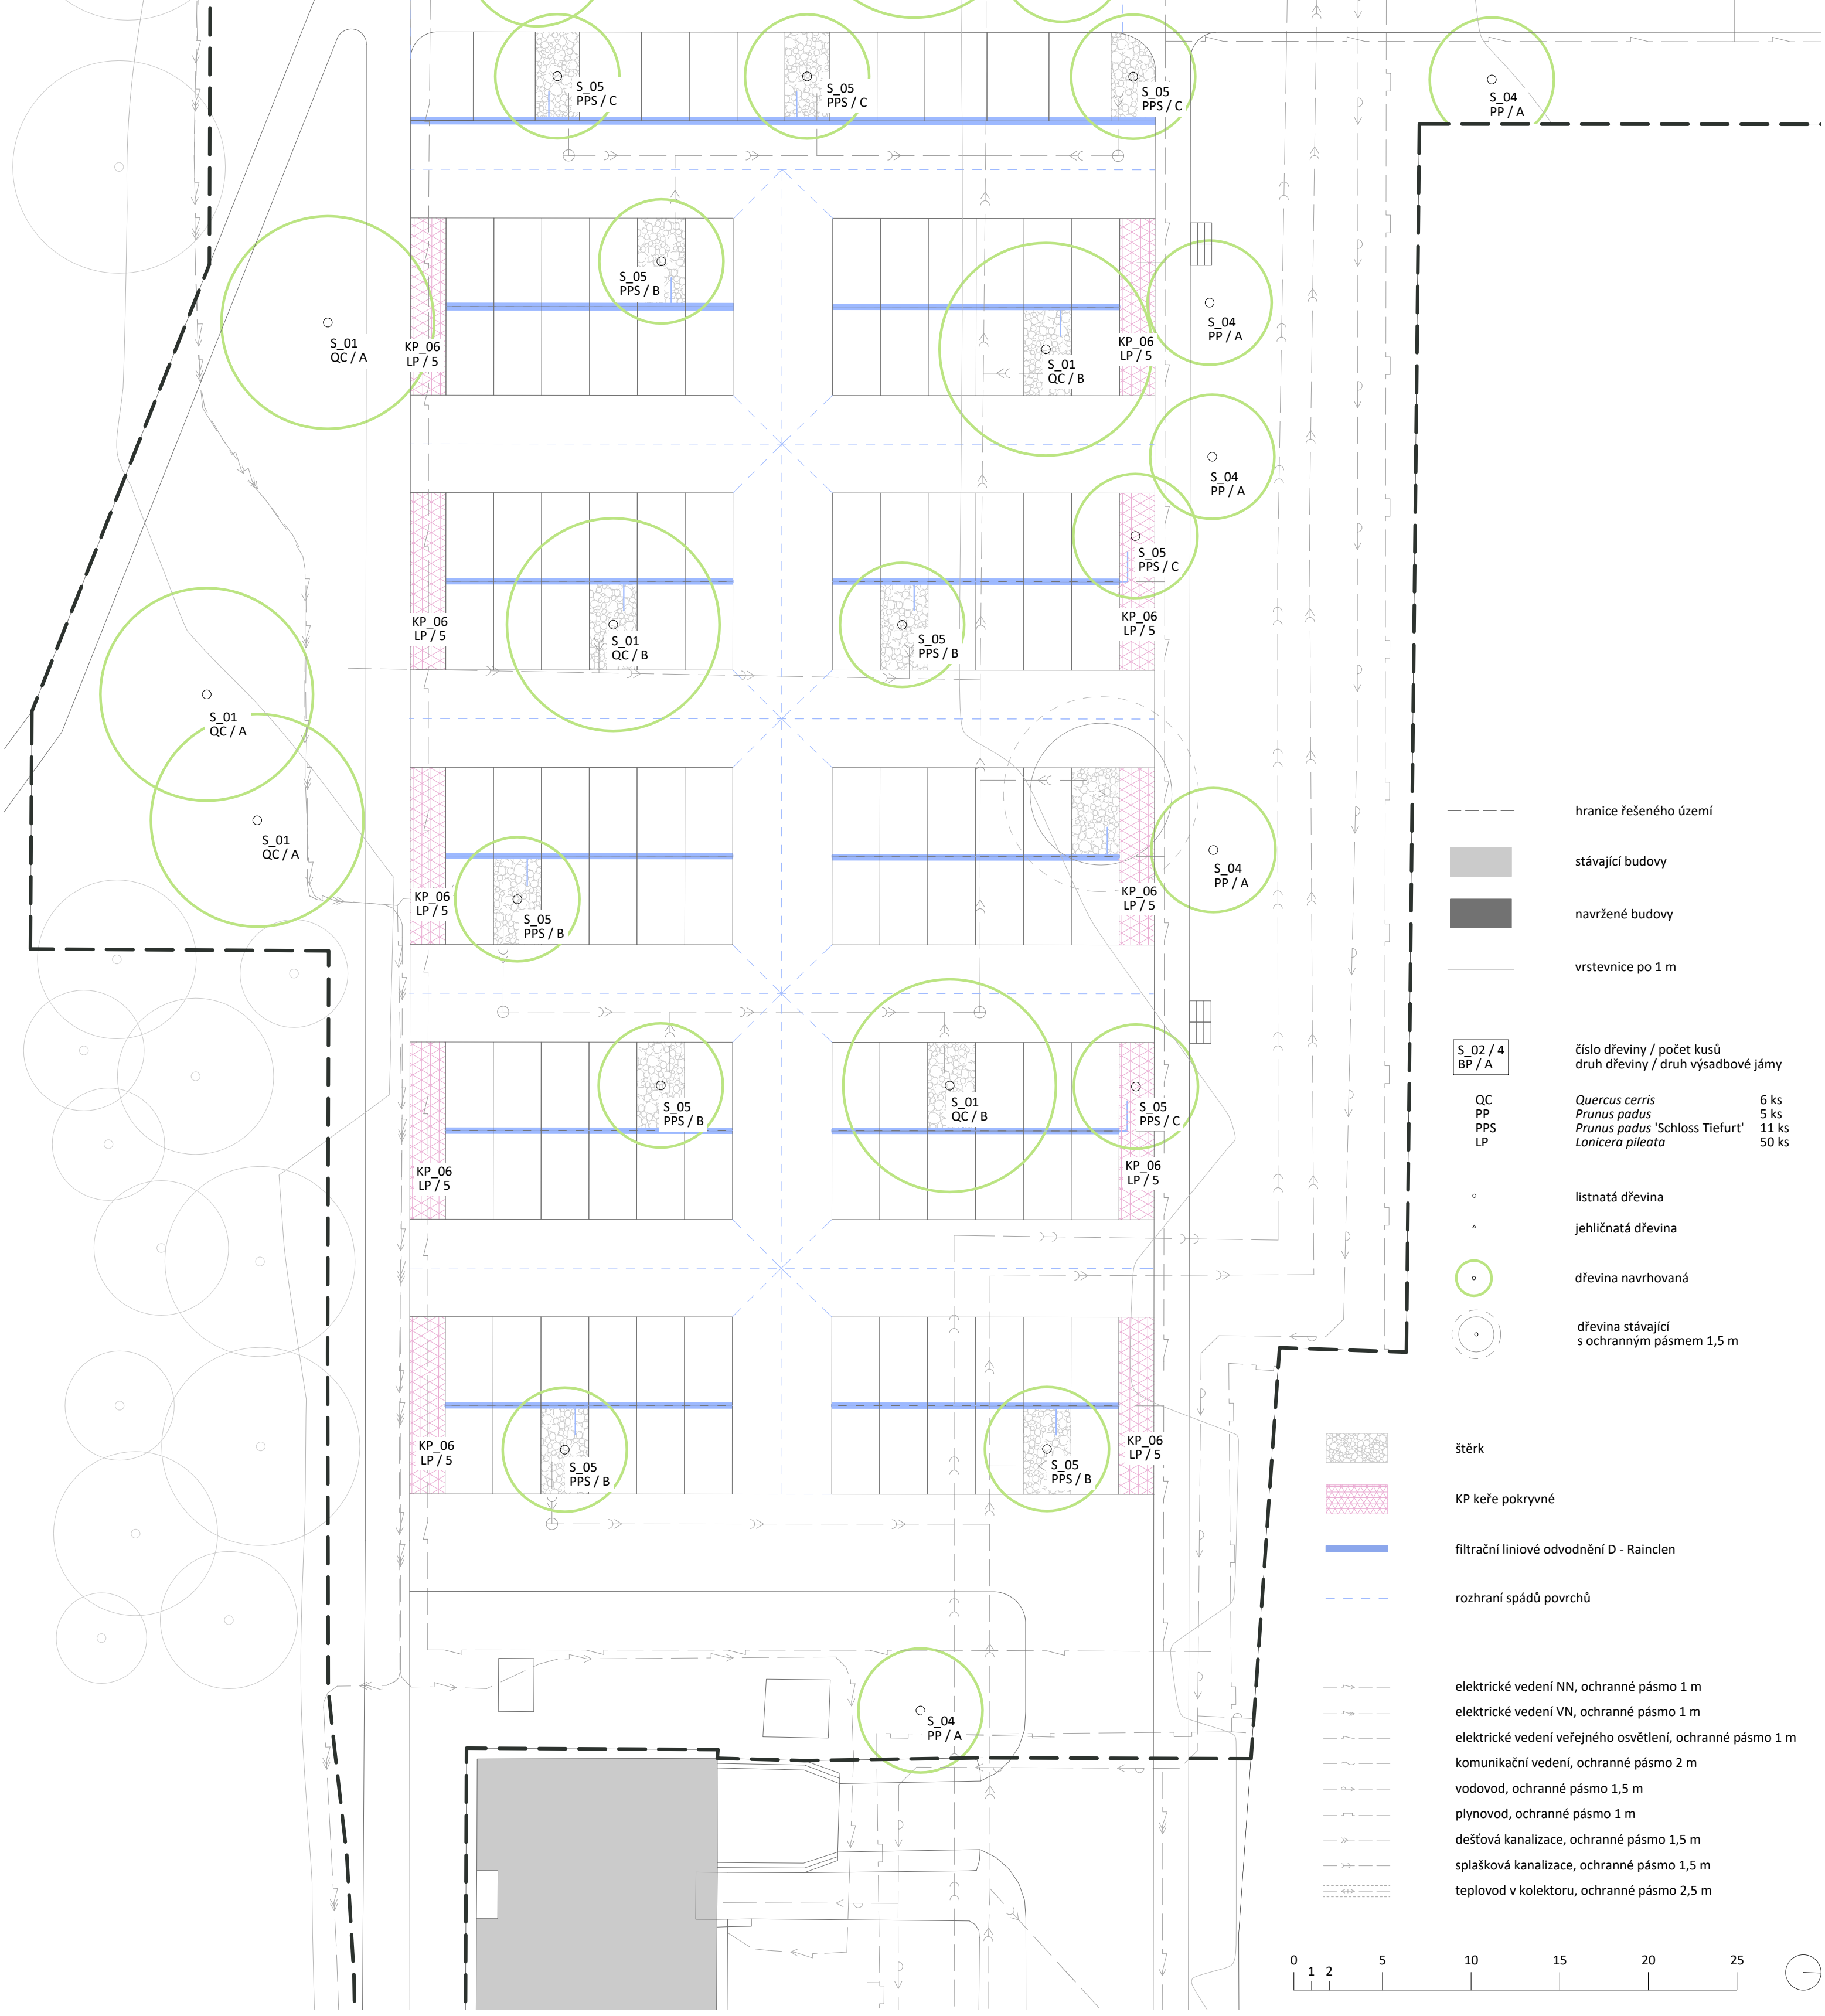 S_05
PPS / C
S_05
PPS / C
S_05
PPS / C
S_04
PP / A
S_05
PPS / B
S_01
QC / A
KP_06
LP / 5
S_01
QC / B
KP_06
LP / 5
S_04
PP / A
S_04
PP / A
S_05
PPS / C
KP_06
LP / 5
S_01
QC / B
S_05
PPS / B
KP_06
LP / 5
S_01
QC / A
S_01
QC / A
KP_06
LP / 5
S_05
PPS / B
KP_06
LP / 5
S_04
PP / A
S_05
PPS / B
S_01
QC / B
S_05
PPS / C
KP_06
LP / 5
KP_06
LP / 5
KP_06
LP / 5
S_05
PPS / B
S_05
PPS / B
KP_06
LP / 5
S_04
PP / A
hranice řešeného území
stávající budovy
navržené budovy
vrstevnice po 1 m
S_02 / 4
BP / A
číslo dřeviny / počet kusů
druh dřeviny / druh výsadbové jámy
QC Quercus cerris 6 ks
PP Prunus padus 5 ks
PPS Prunus padus 'Schloss Tiefurt' 11 ks
LP Lonicera pileata 50 ks
listnatá dřevina
jehličnatá dřevina
dřevina navrhovaná
dřevina stávající
s ochranným pásmem 1,5 m
štěrk
KP keře pokryvné
filtrační liniové odvodnění D - Rainclen
rozhraní spádů povrchů
elektrické vedení NN, ochranné pásmo 1 m
elektrické vedení VN, ochranné pásmo 1 m
elektrické vedení veřejného osvětlení, ochranné pásmo 1 m
komunikační vedení, ochranné pásmo 2 m
vodovod, ochranné pásmo 1,5 m
plynovod, ochranné pásmo 1 m
dešťová kanalizace, ochranné pásmo 1,5 m
splašková kanalizace, ochranné pásmo 1,5 m
teplovod v kolektoru, ochranné pásmo 2,5 m
0 1 2 5 10 15 20 25